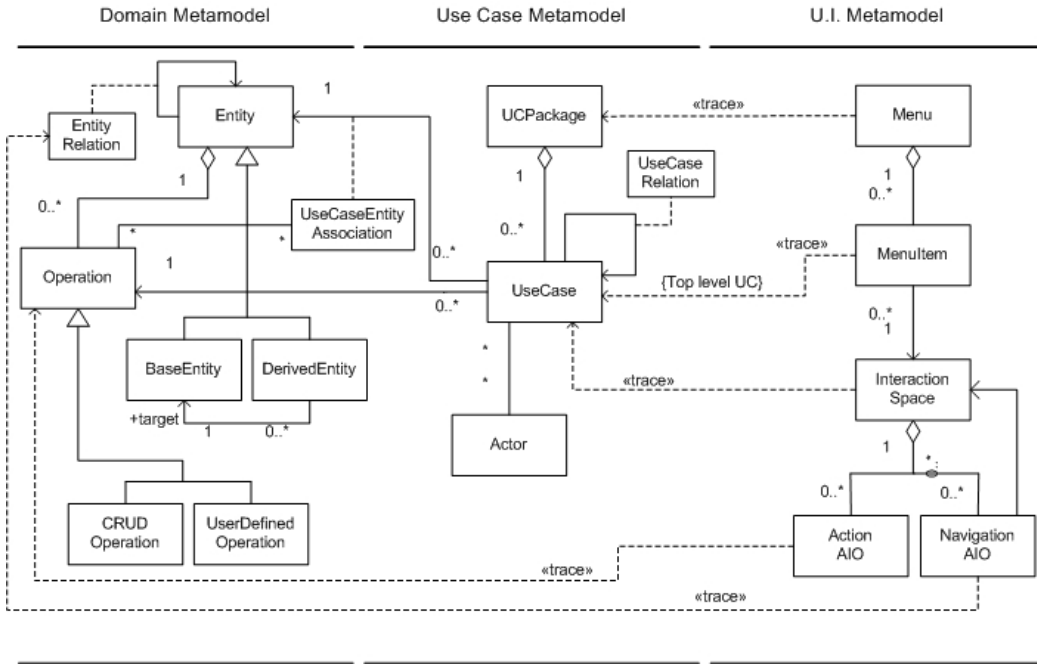 Domain Metamodel
Use Case Metamodel
U.I. Metamodel
1
Entity
UCPackage
«trace»
Menu
Entity
Relation
UseCase
Relation
1
1
1
0..*
0..*
UseCaseEntity
Association
*
*
0..*
0..*
«trace»
MenuItem
Operation
1
UseCase
{Top level UC}
0..*
0..*
1
BaseEntity
DerivedEntity
*
*
«trace»
Interaction
Space
+target
1
0..*
Actor
1
*
0..*
0..*
CRUD
Operation
UserDefined
Operation
Action
AIO
Navigation
AIO
«trace»
«trace»